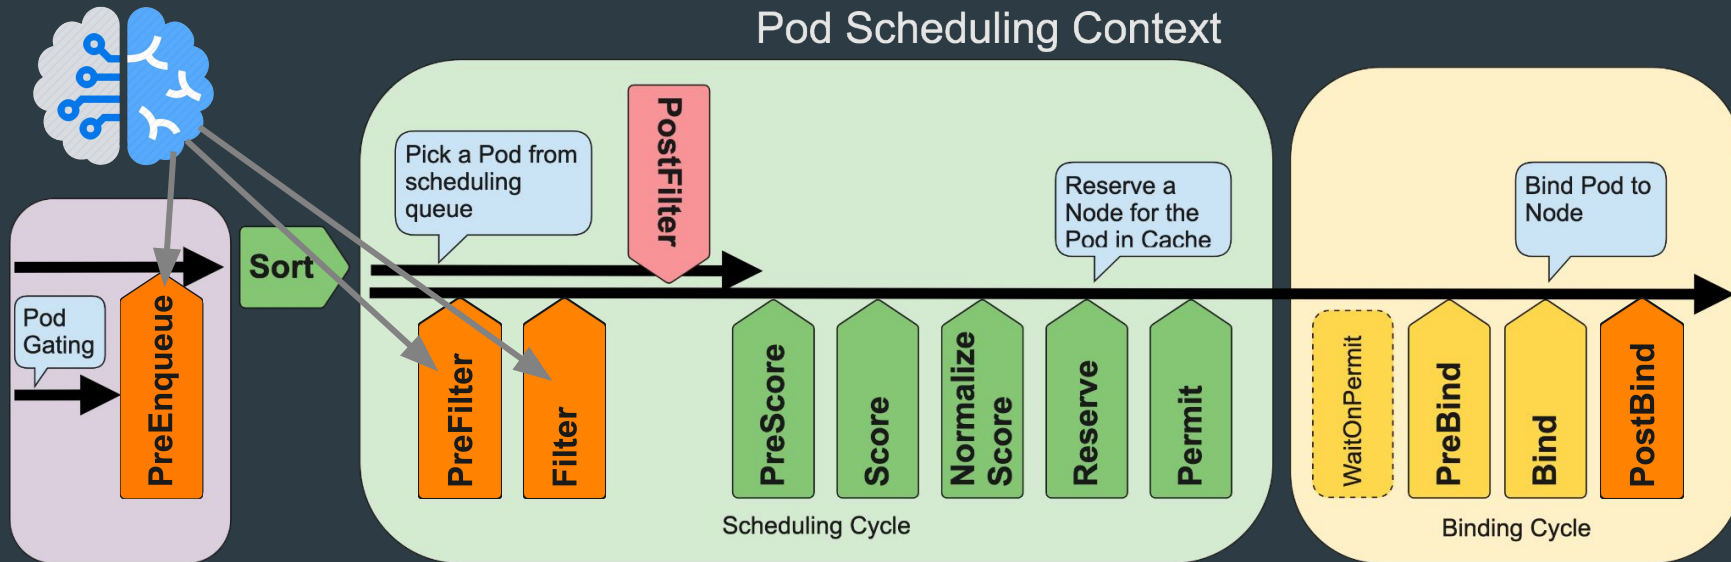 Pod Scheduling Context
Pick a Pod from
scheduling
queue
PostFilter
Reserve a
Node for the
Pod in Cache
Bind Pod to
Node
Sort
Pod
Gating
PreEnqueue
PreFilter
Filter
PreScore
Score
Normalize
Score
Reserve
Permit
WaitOnPermit
PreBind
Bind
PostBind
Scheduling Cycle
Binding Cycle